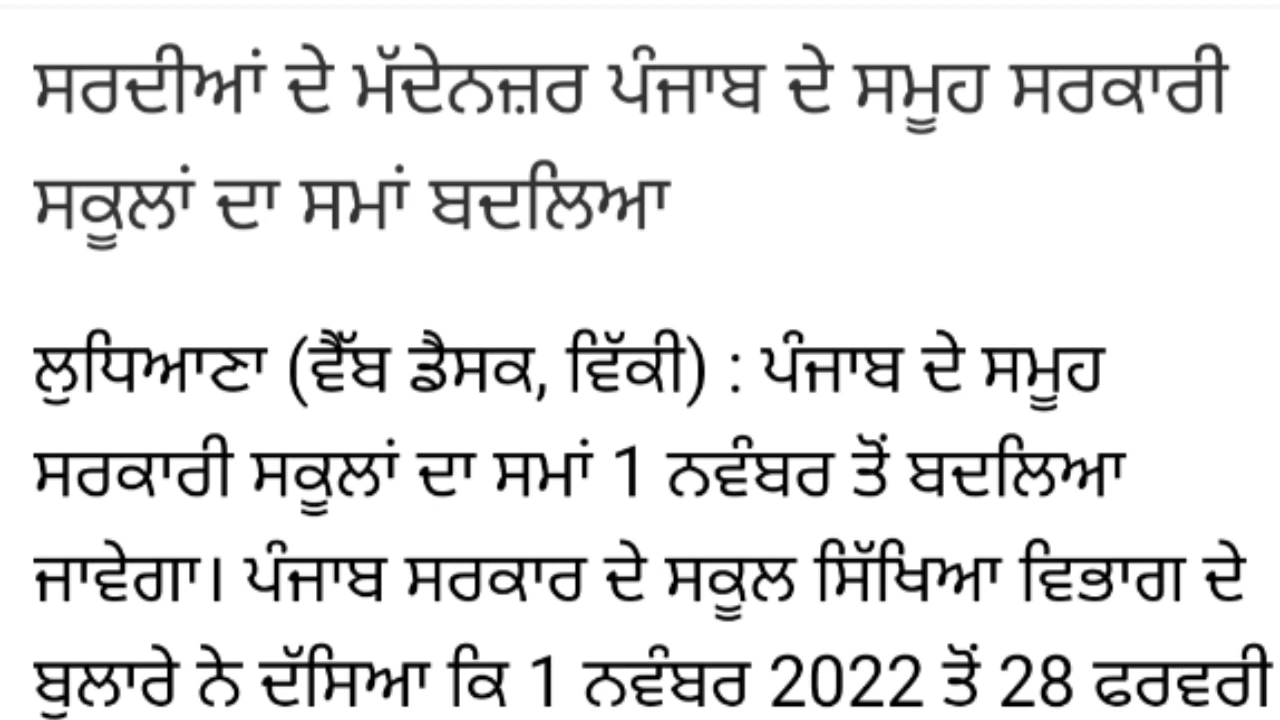 ਸਰਦੀਆਂ ਦੇ ਮੱਦੇਨਜ਼ਰ ਪੰਜਾਬ ਦੇ ਸਮੂਹ ਸਰਕਾਰੀ
ਸਕੂਲਾਂ ਦਾ ਸਮਾਂ ਬਦਲਿਆ
ਲੁਧਿਆਣਾ (ਵੈੱਬ ਡੈਸਕ, ਵਿੱਕੀ) : ਪੰਜਾਬ ਦੇ ਸਮੂਹ
ਸਰਕਾਰੀ ਸਕੂਲਾਂ ਦਾ ਸਮਾਂ 1 ਨਵੰਬਰ ਤੋਂ ਬਦਲਿਆ
ਜਾਵੇਗਾ। ਪੰਜਾਬ ਸਰਕਾਰ ਦੇ ਸਕੂਲ ਸਿੱਖਿਆ ਵਿਭਾਗ ਦੇ
ਬੁਲਾਰੇ ਨੇ ਦੱਸਿਆ ਕਿ 1 ਨਵੰਬਰ 2022 ਤੋਂ 28 ਫਰਵਰੀ